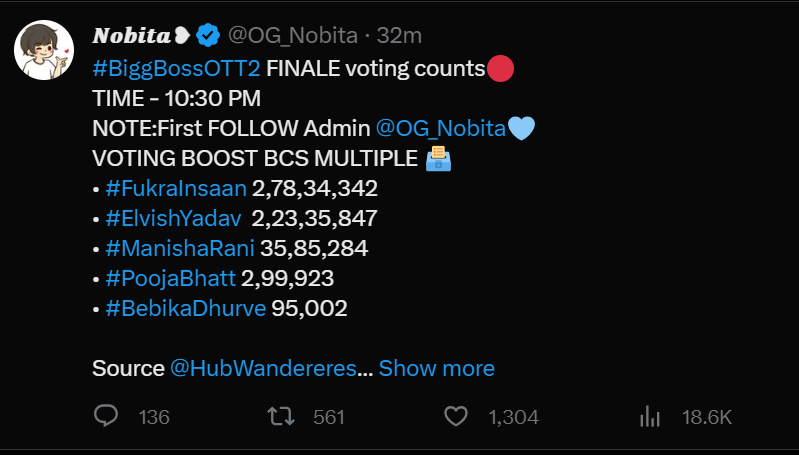 Nobita @OG_Nobita · 32m
#BiggBossOTT2 FINALE voting counts
TIME - 10:30 PM
NOTE:First FOLLOW Admin @OG_Nobita
VOTING BOOST BCS MULTIPLE
• #FukraInsaan 2,78,34,342
• #ElvishYadav 2,23,35,847
• #ManishaRani 35,85,284
• #PoojaBhatt 2,99,923
• #BebikaDhurve 95,002
Source @HubWandereres... Show more
136 561 1,304 18.6K